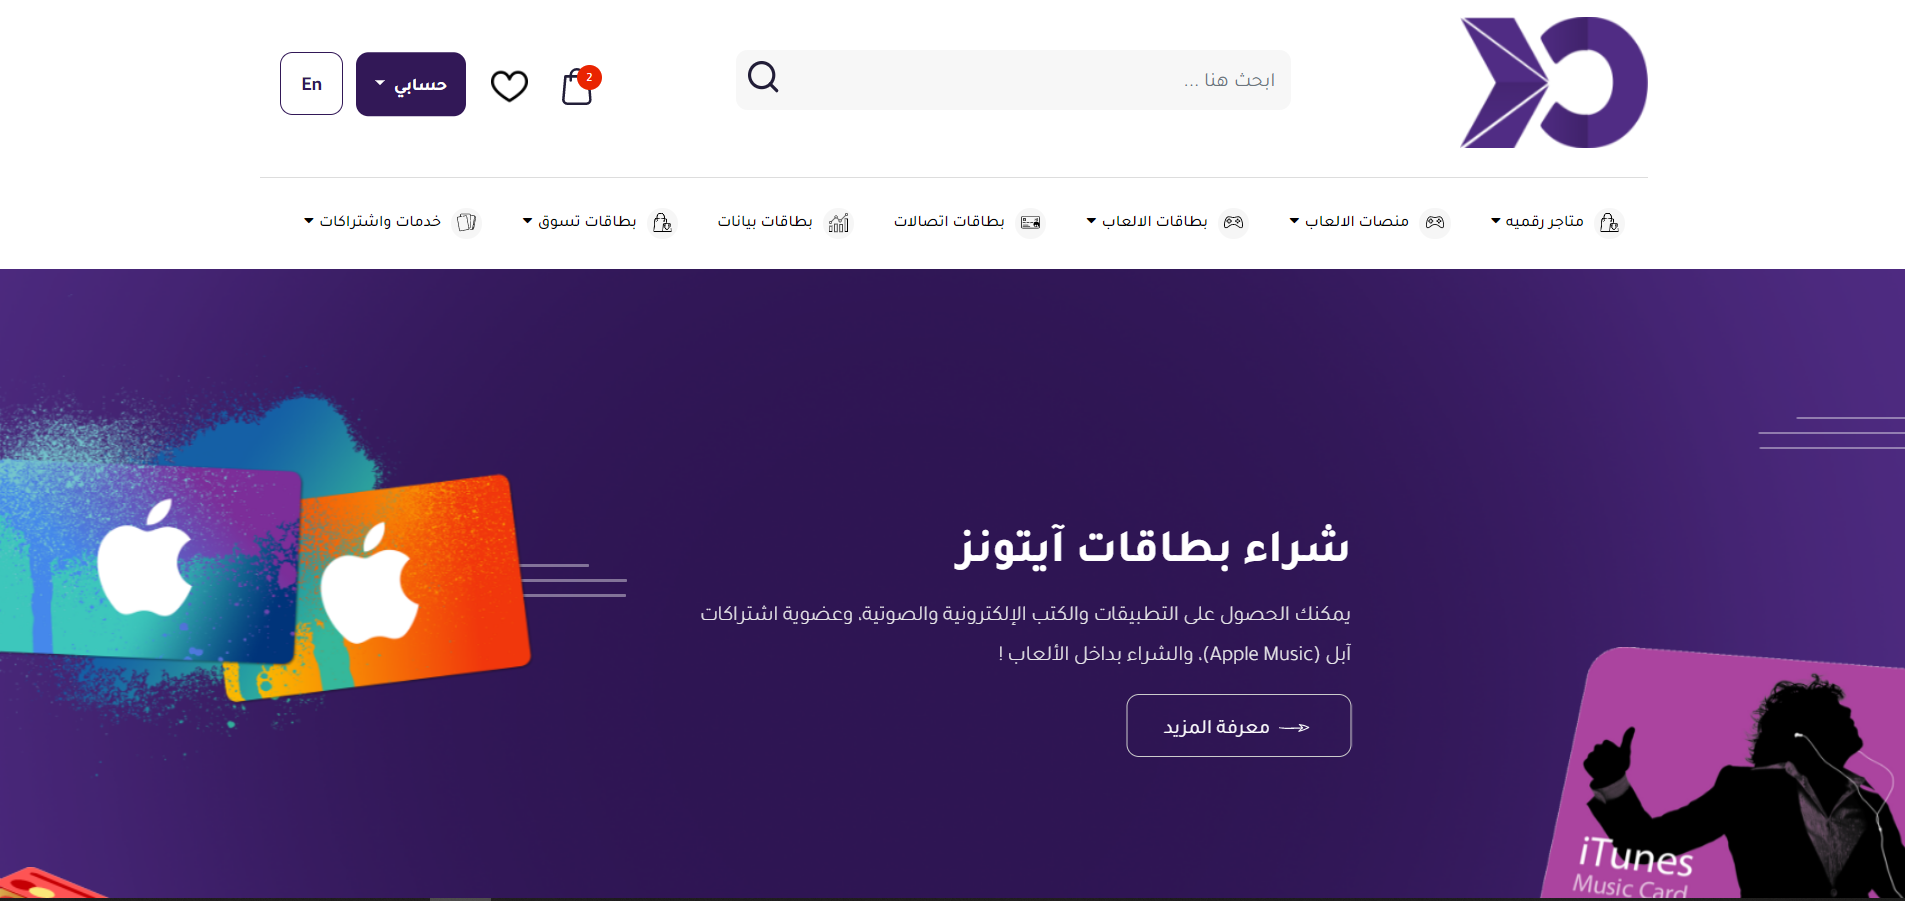 ابحث هنا ...
2
حسابي
En
متاجر رقميه
منصات الالعاب
بطاقات الالعاب
بطاقات اتصالات
بطاقات بيانات
بطاقات تسوق
خدمات واشتراكات
شراء بطاقات آيتونز
يمكنك الحصول على التطبيقات والكتب الإلكترونية والصوتية، وعضوية اشتراكات
آبل (Apple Music)، والشراء بداخل الألعاب !
معرفة المزيد
iTunes
Music Card